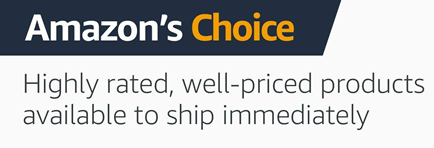 Amazon's Choice
Highly rated, well-priced products
available to ship immediately